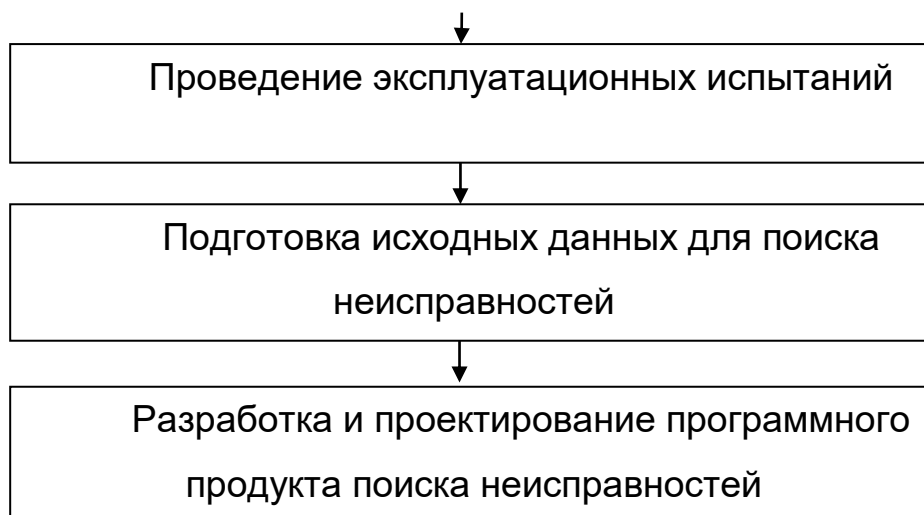 Проведение эксплуатационных испытаний
Подготовка исходных данных для поиска
неисправностей
Разработка и проектирование программного
продукта поиска неисправностей